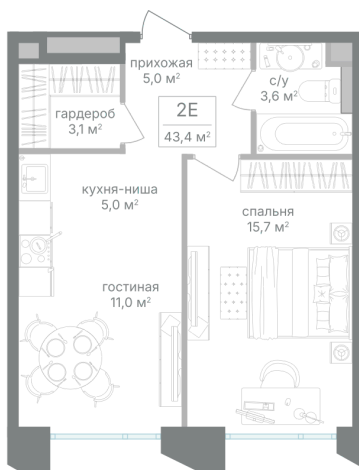 прихожая
5,0 м²
с/у
3,6 м²
гардероб
3,1 м²
2Е
43,4 м²
кухня-ниша
5,0 м²
спальня
15,7 м²
гостиная
11,0 м²